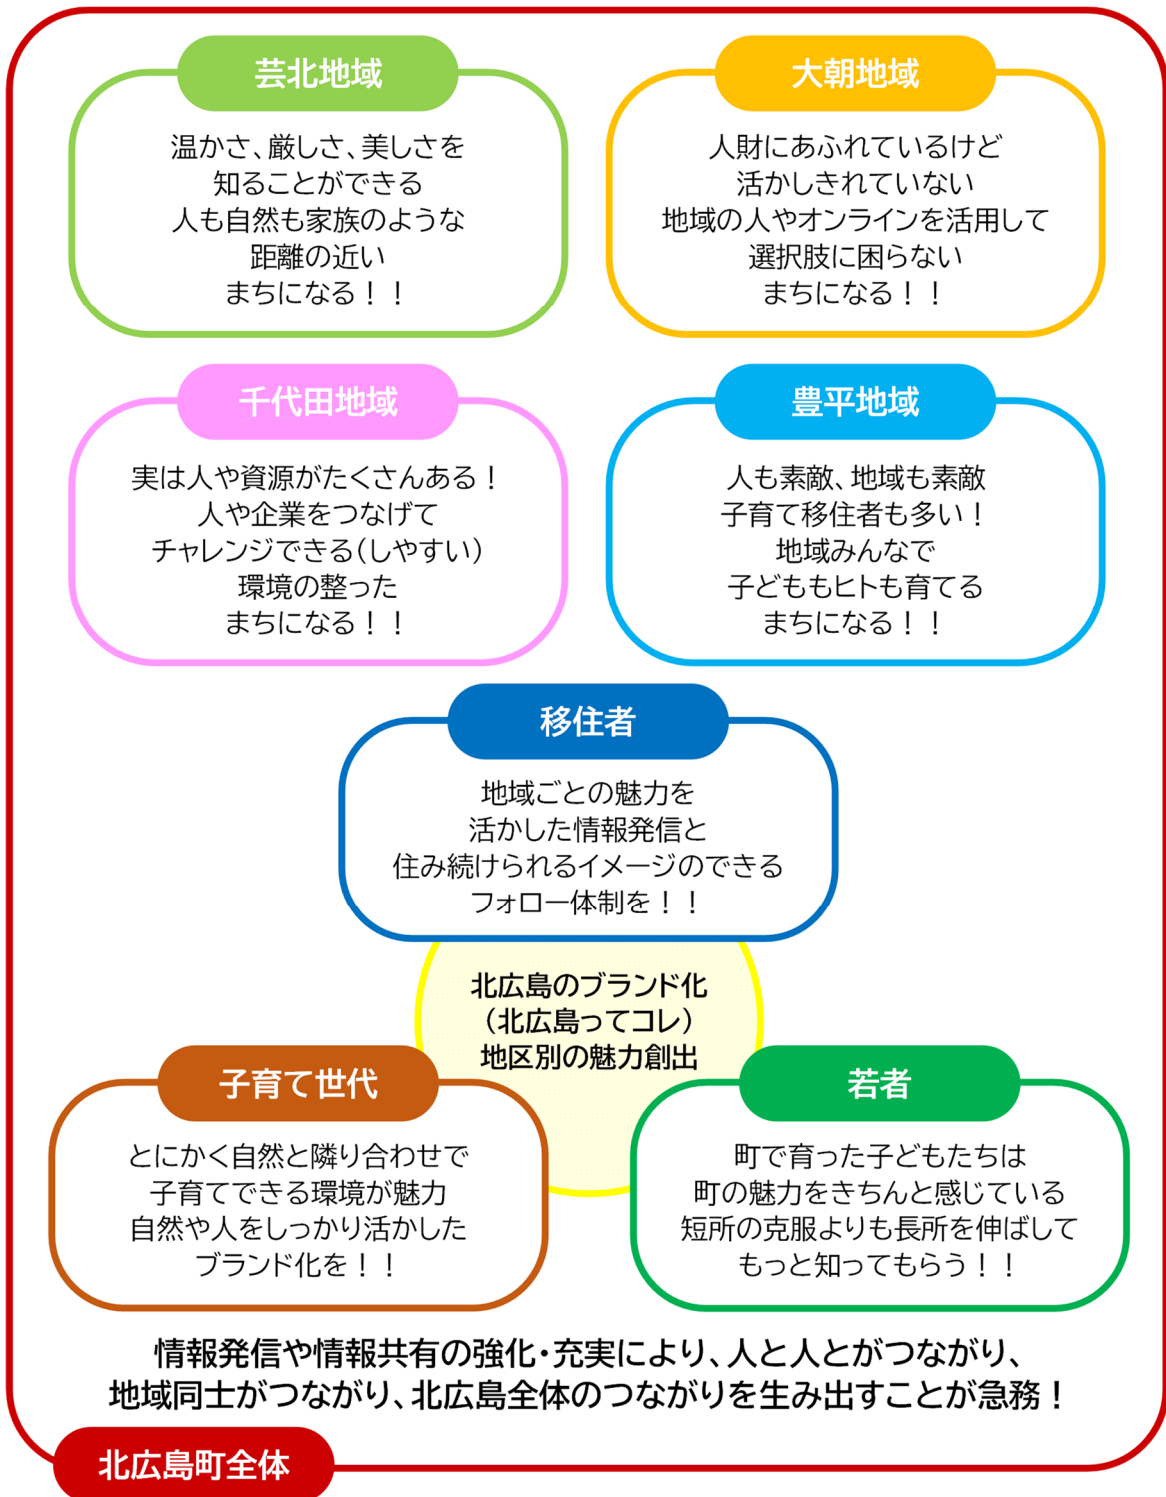 芸北地域
温かさ、厳しさ、美しさを
知ることができる
人も自然も家族のような
距離の近い
まちになる！！
大朝地域
人財にあふれているけど
活かしきれていない
地域の人やオンラインを活用して
選択肢に困らない
まちになる！！
千代田地域
実は人や資源がたくさんある！
人や企業をつなげて
チャレンジできる（しやすい）
環境の整った
まちになる！！
豊平地域
人も素敵、地域も素敵
子育て移住者も多い！
地域みんなで
子どももヒトも育てる
まちになる！！
移住者
地域ごとの魅力を
活かした情報発信と
住み続けられるイメージのできる
フォロー体制を！！
北広島のブランド化
（北広島ってコレ）
地区別の魅力創出
子育て世代
とにかく自然と隣り合わせで
子育てできる環境が魅力
自然や人をしっかり活かした
ブランド化を！！
若者
町で育った子どもたちは
町の魅力をきちんと感じている
短所の克服よりも長所を伸ばして
もっと知ってもらう！！
情報発信や情報共有の強化・充実により、人と人とがつながり、
地域同士がつながり、北広島全体のつながりを生み出すことが急務！
北広島町全体